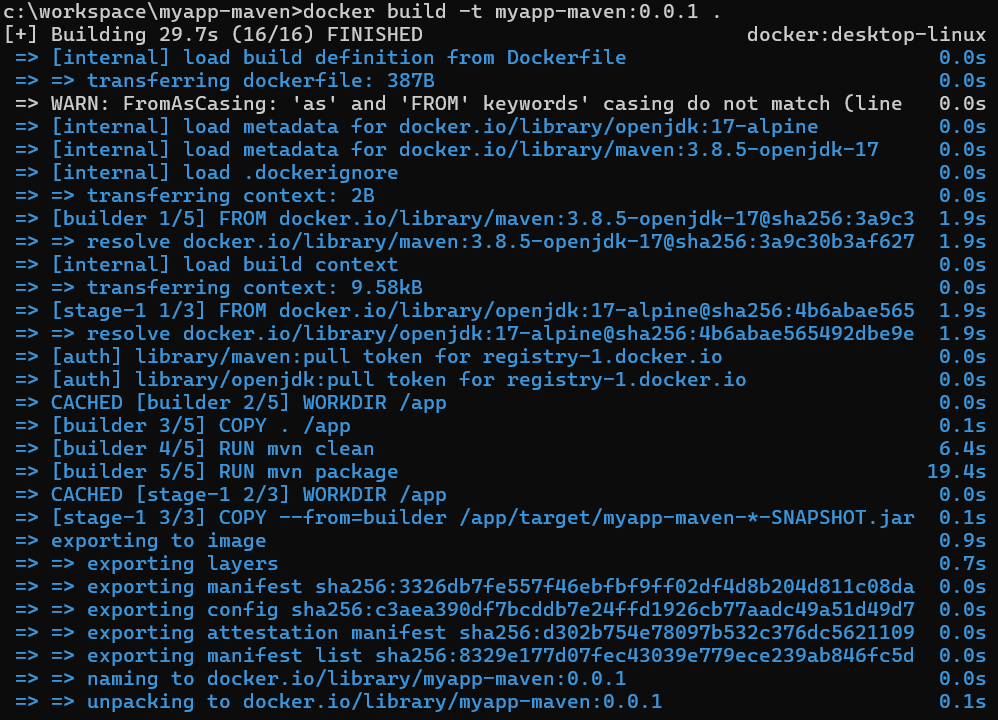 c:\workspace\myapp-maven>docker build -t myapp-maven:0.0.1 .
[+] Building 29.7s (16/16) FINISHED docker:desktop-linux
=> [internal] load build definition from Dockerfile 0.0s
=> => transferring dockerfile: 387B 0.0s
=> WARN: FromAsCasing: 'as' and 'FROM' keywords' casing do not match (line 0.0s
=> [internal] load metadata for docker.io/library/openjdk:17-alpine 0.0s
=> [internal] load metadata for docker.io/library/maven:3.8.5-openjdk-17 0.0s
=> [internal] load .dockerignore 0.0s
=> => transferring context: 2B 0.0s
=> [builder 1/5] FROM docker.io/library/maven:3.8.5-openjdk-17@sha256:3a9c3 1.9s
=> => resolve docker.io/library/maven:3.8.5-openjdk-17@sha256:3a9c30b3af627 1.9s
=> [internal] load build context 0.0s
=> => transferring context: 9.58kB 0.0s
=> [stage-1 1/3] FROM docker.io/library/openjdk:17-alpine@sha256:4b6abae565 1.9s
=> => resolve docker.io/library/openjdk:17-alpine@sha256:4b6abae565492dbe9e 1.9s
=> [auth] library/maven:pull token for registry-1.docker.io 0.0s
=> [auth] library/openjdk:pull token for registry-1.docker.io 0.0s
=> CACHED [builder 2/5] WORKDIR /app 0.0s
=> [builder 3/5] COPY . /app 0.1s
=> [builder 4/5] RUN mvn clean 6.4s
=> [builder 5/5] RUN mvn package 19.4s
=> CACHED [stage-1 2/3] WORKDIR /app 0.0s
=> [stage-1 3/3] COPY --from=builder /app/target/myapp-maven-*-SNAPSHOT.jar 0.1s
=> exporting to image 0.9s
=> => exporting layers 0.7s
=> => exporting manifest sha256:3326db7fe557f46ebfbf9ff02df4d8b204d811c08da 0.0s
=> => exporting config sha256:c3aea390df7bcddb7e24ffd1926cb77aadc49a51d49d7 0.0s
=> => exporting attestation manifest sha256:d302b754e78097b532c376dc5621109 0.0s
=> => exporting manifest list sha256:8329e177d07fec43039e779ece239ab846fc5d 0.0s
=> => naming to docker.io/library/myapp-maven:0.0.1 0.0s
=> => unpacking to docker.io/library/myapp-maven:0.0.1 0.1s